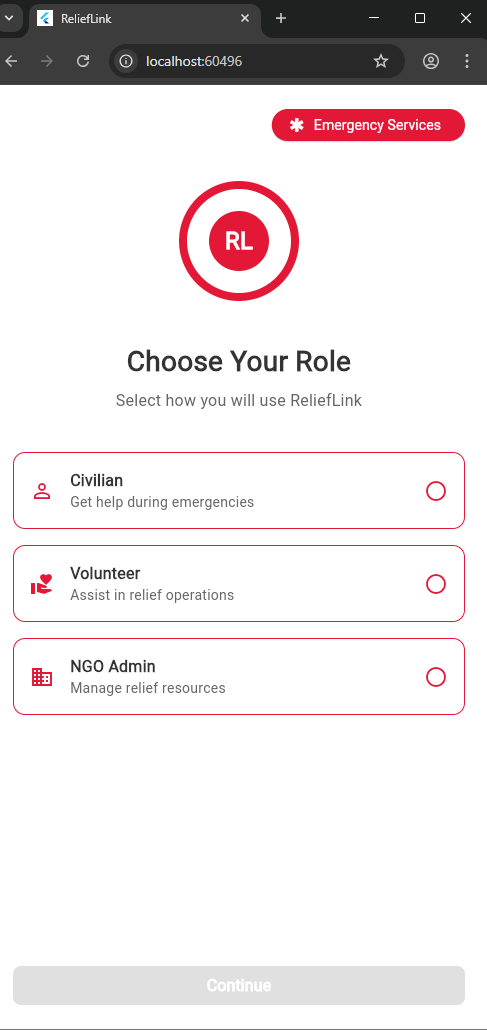 ReliefLink
localhost:60496
Emergency Services
RL
Choose Your Role
Select how you will use ReliefLink
Civilian
Get help during emergencies
Volunteer
Assist in relief operations
NGO Admin
Manage relief resources
Continue